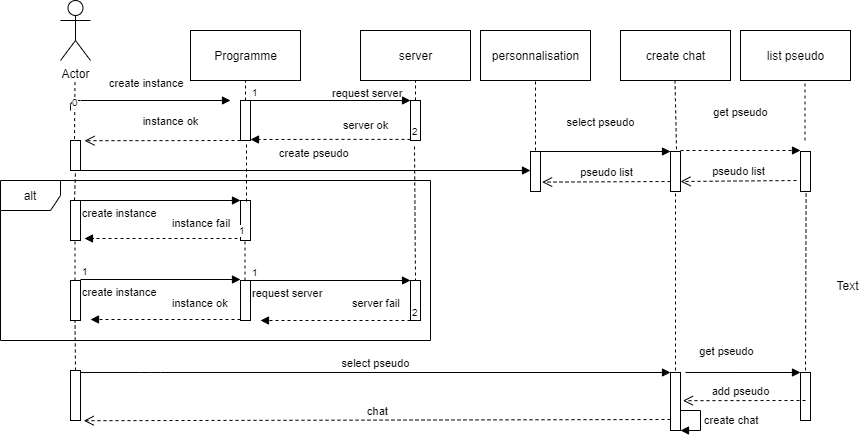 Programme
server
personnalisation
create chat
list pseudo
Actor
create instance
1
request server
0
get pseudo
instance ok
server ok
2
select pseudo
create pseudo
pseudo list
pseudo list
alt
create instance
instance fail
1
1
1
create instance
request server
instance ok
server fail
2
Text
get pseudo
select pseudo
add pseudo
chat
create chat